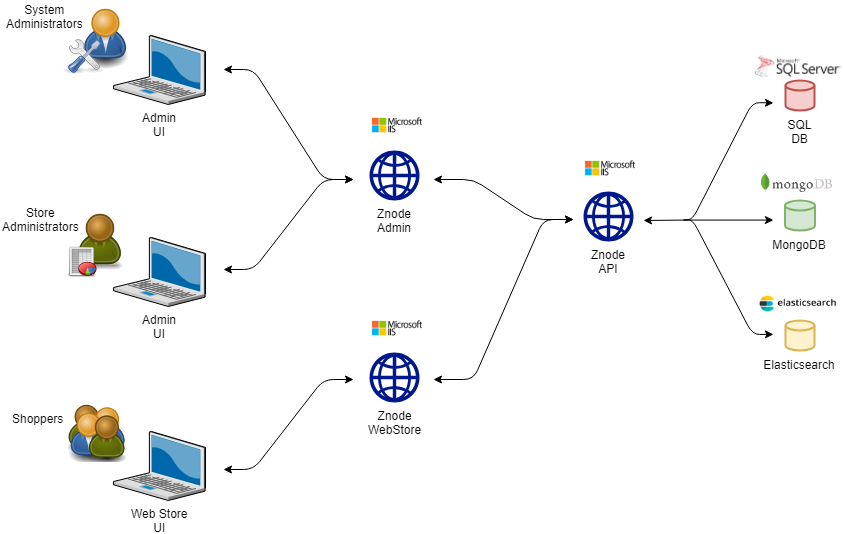 System
Administrators
Admin
UI
Store
Administrators
Admin
UI
Shoppers
Web Store
UI
Microsoft
IIS
Znode
Admin
Microsoft
IIS
Znode
WebStore
Microsoft
IIS
Znode
API
Microsoft
SQL Server
SQL
DB
mongoDB
MongoDB
elasticsearch
Elasticsearch